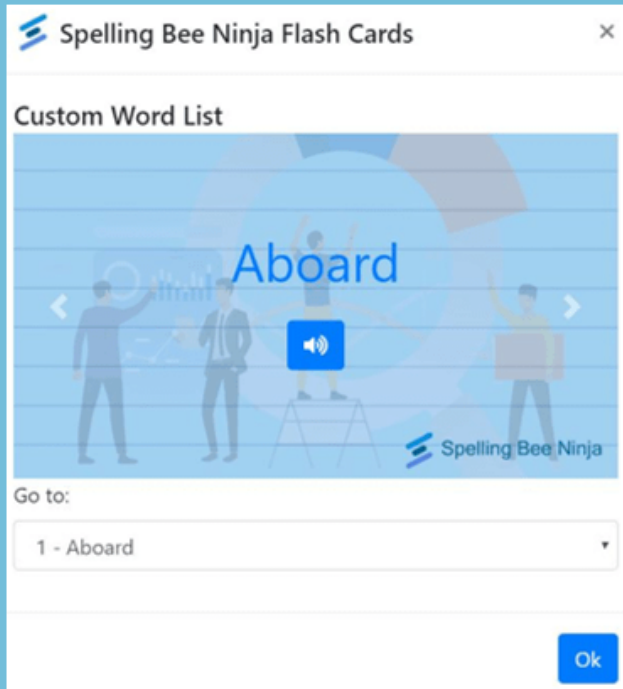 Spelling Bee Ninja Flash Cards ×
Custom Word List
Aboard
Spelling Bee Ninja
Go to:
1 - Aboard
Ok